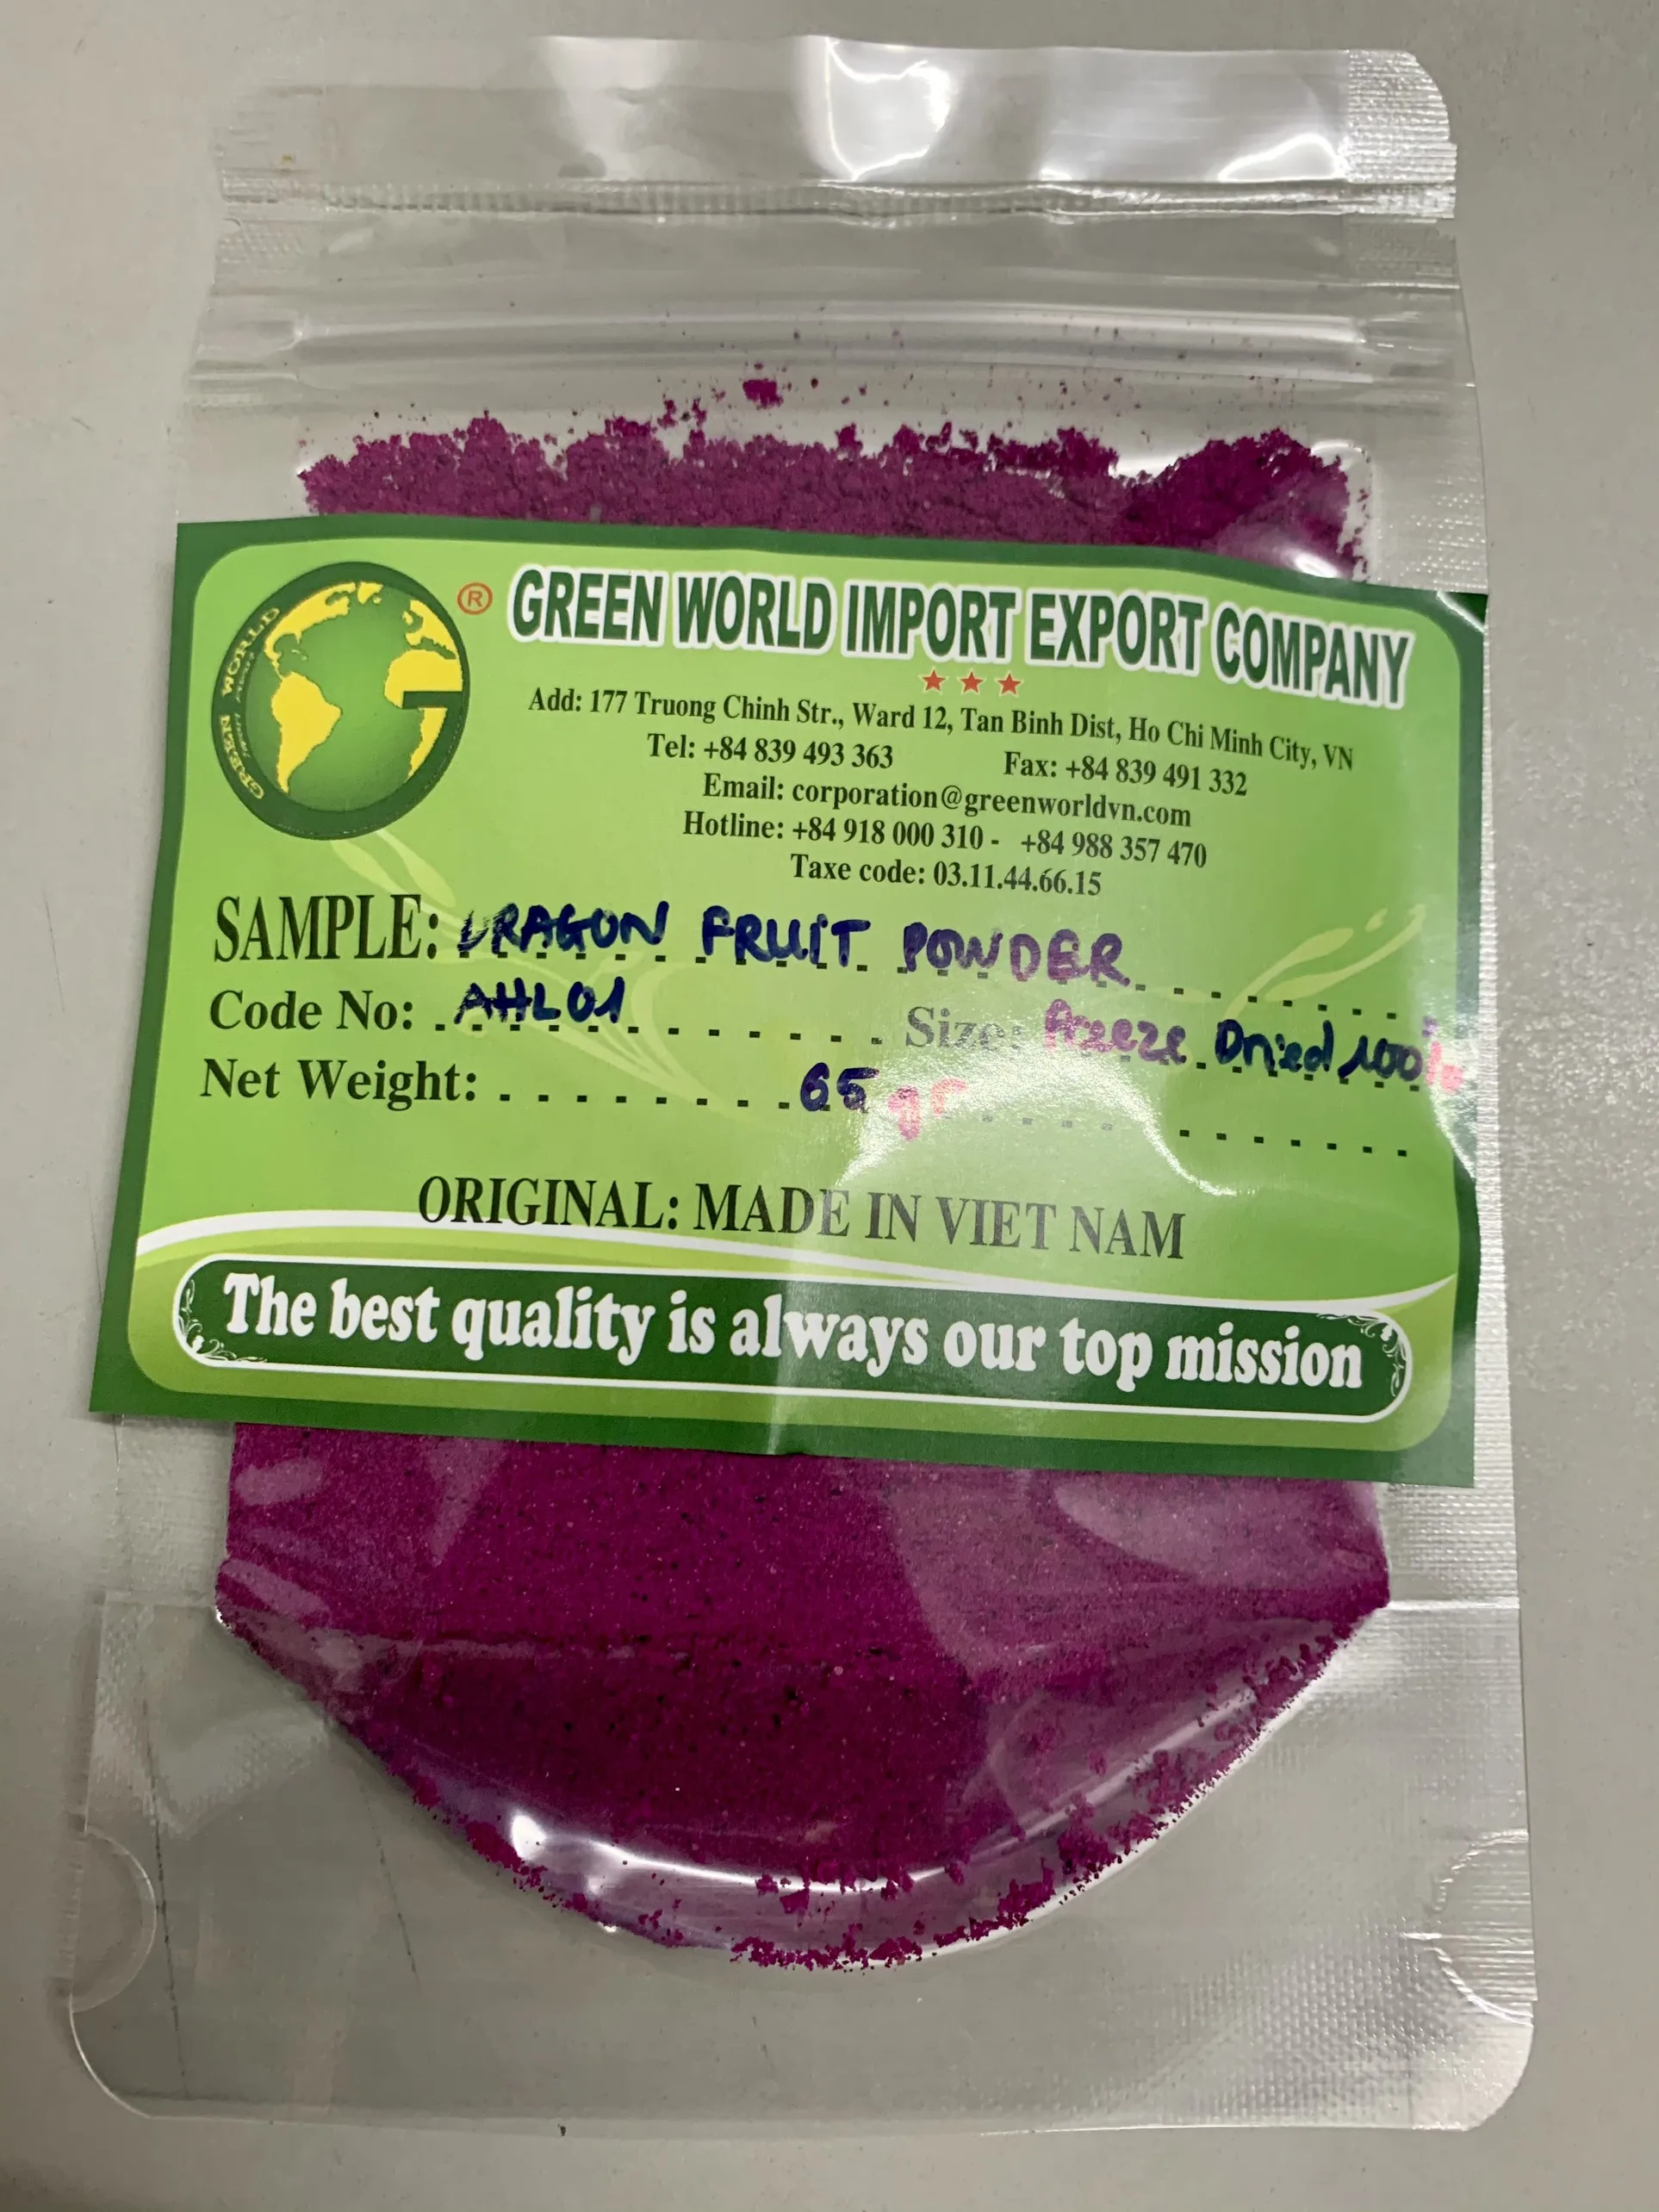 GREEN WORLD
® GREEN WORLD IMPORT EXPORT COMPANY
Add: 177 Truong Chinh Str., Ward 12, Tan Binh Dist, Ho Chi Minh City, VN
Tel: +84 839 493 363 Fax: +84 839 491 332
Email: corporation@greenworldvn.com
Hotline: +84 918 000 310 - +84 988 357 470
Taxe code: 03.11.44.66.15
SAMPLE: DRAGON FRUIT POWDER
Code No: AHL01 Size: Freeze Dried 100%
Net Weight: 65 gr
ORIGINAL: MADE IN VIET NAM
The best quality is always our top mission